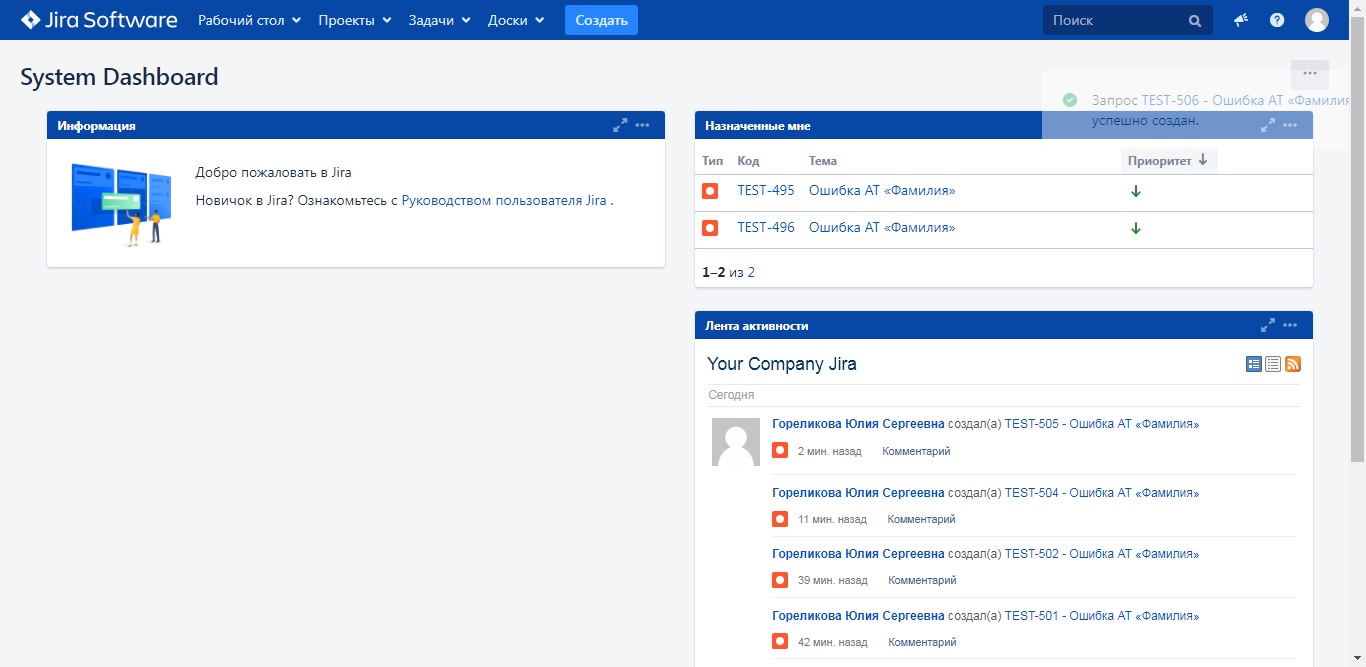 Jira Software Рабочий стол Проекты Задачи Доски Создать Поиск
System Dashboard
Запрос TEST-506 - Ошибка АТ «Фамилия
успешно создан.
Информация
Добро пожаловать в Jira
Новичок в Jira? Ознакомьтесь с Руководством пользователя Jira .
Назначенные мне
Тип Код Тема Приоритет
TEST-495 Ошибка АТ «Фамилия»
TEST-496 Ошибка АТ «Фамилия»
1–2 из 2
Лента активности
Your Company Jira
Сегодня
Гореликова Юлия Сергеевна создал(а) TEST-505 - Ошибка АТ «Фамилия»
2 мин. назад Комментарий
Гореликова Юлия Сергеевна создал(а) TEST-504 - Ошибка АТ «Фамилия»
11 мин. назад Комментарий
Гореликова Юлия Сергеевна создал(а) TEST-502 - Ошибка АТ «Фамилия»
39 мин. назад Комментарий
Гореликова Юлия Сергеевна создал(а) TEST-501 - Ошибка АТ «Фамилия»
42 мин. назад Комментарий